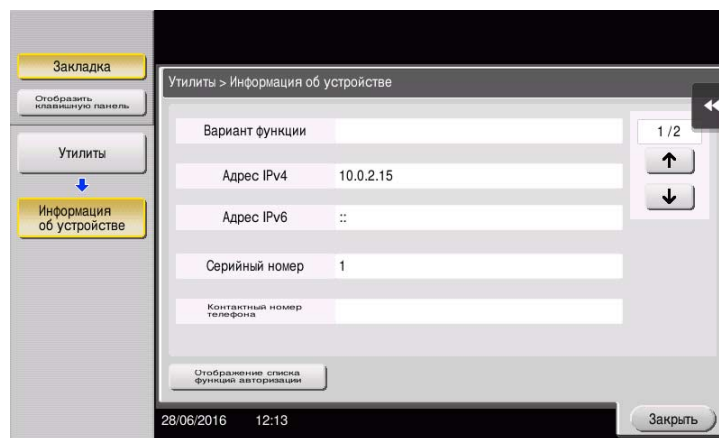 Закладка
Отобразить
клавишную панель
Утилиты
Информация
об устройстве
Утилиты > Информация об устройстве
Вариант функции
1 /2
Адрес IPv4 10.0.2.15
Адрес IPv6 ::
Серийный номер 1
Контактный номер
телефона
Отображение списка
функций авторизации
28/06/2016 12:13
Закрыть